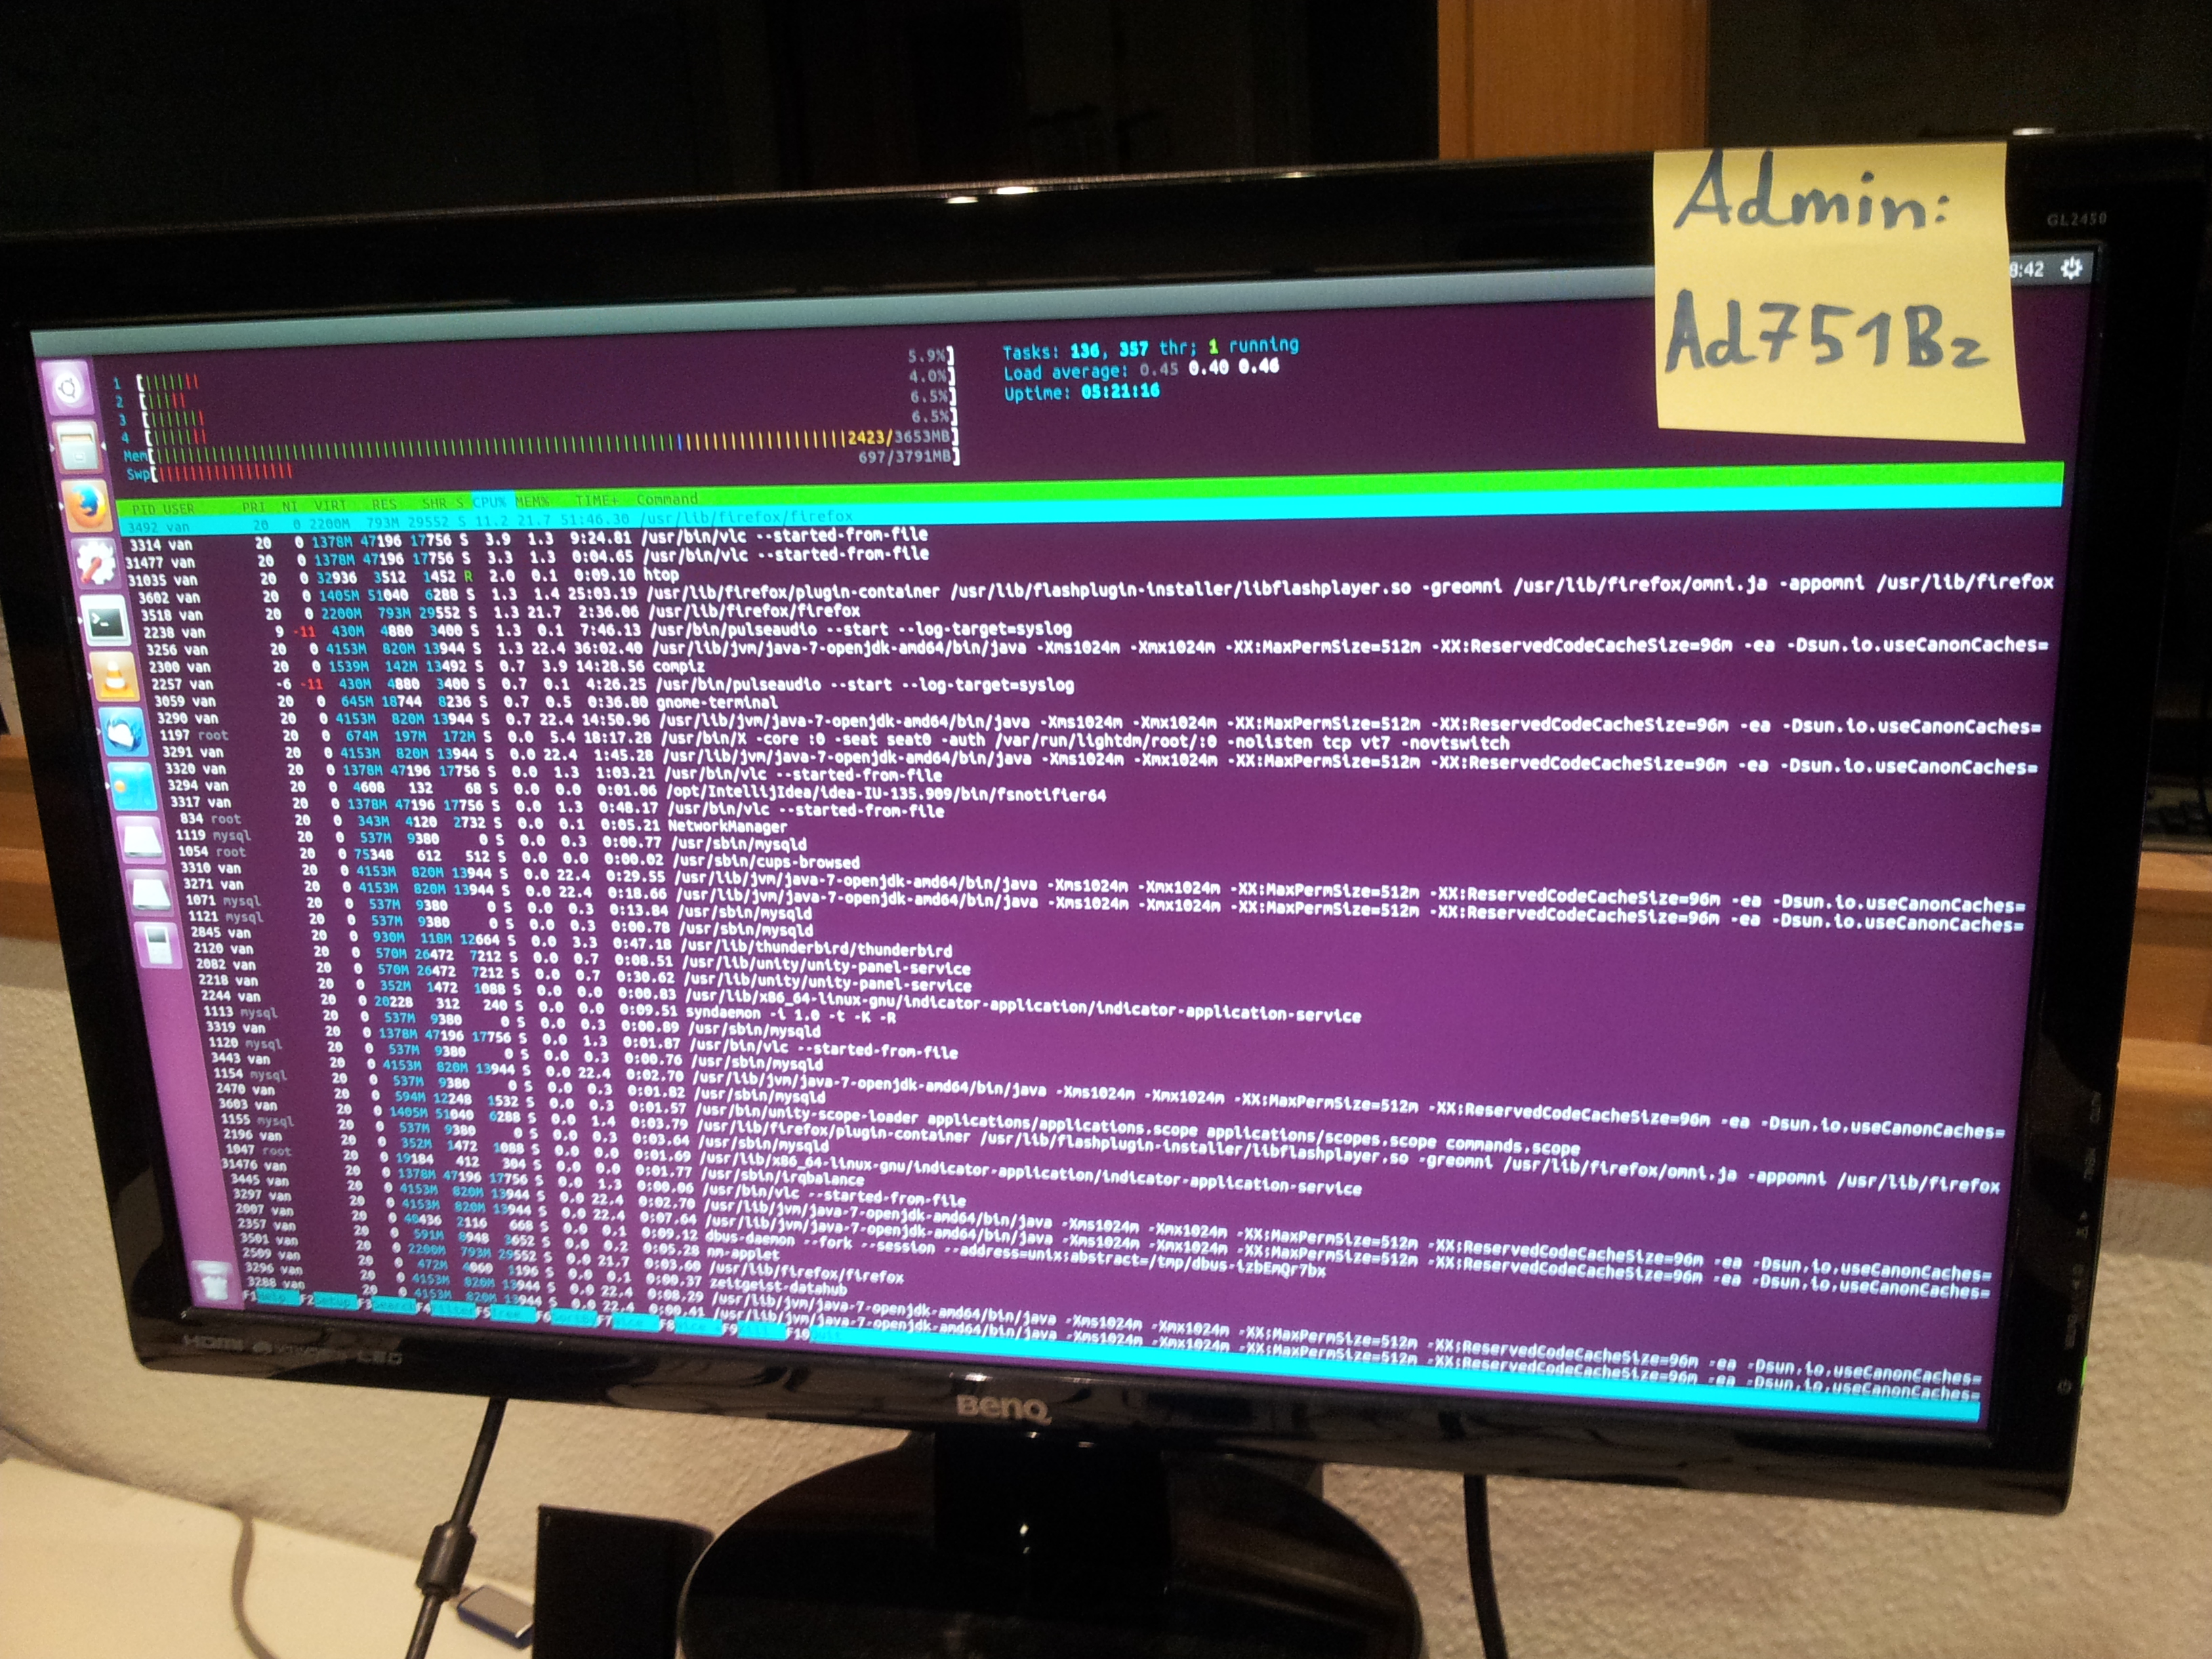 Admin:
Ad751Bz
GL2450
8:42
1 [ 5.9%]
2 [ 4.0%]
3 [ 6.5%]
4 [ 6.5%]
Mem[ 2423/3653MB]
Swp[ 697/3791MB]
Tasks: 136, 357 thr; 1 running
Load average: 0.45 0.40 0.46
Uptime: 05:21:16
PID USER PRI NI VIRT RES SHR S CPU% MEM% TIME+ Command
3492 van 20 0 2200M 793M 29552 S 11.2 21.7 51:46.30 /usr/lib/firefox/firefox
3314 van 20 0 1378M 47196 17756 S 3.9 1.3 9:24.81 /usr/bin/vlc --started-from-file
31477 van 20 0 1378M 47196 17756 S 3.3 1.3 0:04.65 /usr/bin/vlc --started-from-file
31035 van 20 0 32936 3512 1452 R 2.0 0.1 0:09.10 htop
3602 van 20 0 1405M 51040 6288 S 1.3 1.4 25:03.19 /usr/lib/firefox/plugin-container /usr/lib/flashplugin-installer/libflashplayer.so -greomni /usr/lib/firefox/omni.ja -appomni /usr/lib/firefox
3518 van 20 0 2200M 793M 29552 S 1.3 21.7 2:36.06 /usr/lib/firefox/firefox
2238 van 9 -11 430M 4880 3400 S 1.3 0.1 7:46.13 /usr/bin/pulseaudio --start --log-target=syslog
3256 van 20 0 4153M 820M 13944 S 1.3 22.4 36:02.40 /usr/lib/jvm/java-7-openjdk-amd64/bin/java -Xms1024m -Xmx1024m -XX:MaxPermSize=512m -XX:ReservedCodeCacheSize=96m -ea -Dsun.io.useCanonCaches=
2300 van 20 0 1539M 142M 13492 S 0.7 3.9 14:28.56 compiz
2257 van -6 -11 430M 4880 3400 S 0.7 0.1 4:26.25 /usr/bin/pulseaudio --start --log-target=syslog
3059 van 20 0 645M 18744 8236 S 0.7 0.5 0:36.80 gnome-terminal
3290 van 20 0 4153M 820M 13944 S 0.7 22.4 14:50.96 /usr/lib/jvm/java-7-openjdk-amd64/bin/java -Xms1024m -Xmx1024m -XX:MaxPermSize=512m -XX:ReservedCodeCacheSize=96m -ea -Dsun.io.useCanonCaches=
1197 root 20 0 674M 197M 172M S 0.0 5.4 18:17.28 /usr/bin/X -core :0 -seat seat0 -auth /var/run/lightdm/root/:0 -nolisten tcp vt7 -novtswitch
3291 van 20 0 4153M 820M 13944 S 0.0 22.4 1:45.28 /usr/lib/jvm/java-7-openjdk-amd64/bin/java -Xms1024m -Xmx1024m -XX:MaxPermSize=512m -XX:ReservedCodeCacheSize=96m -ea -Dsun.io.useCanonCaches=
3320 van 20 0 1378M 47196 17756 S 0.0 1.3 1:03.21 /usr/bin/vlc --started-from-file
3294 van 20 0 4608 132 68 S 0.0 0.0 0:01.06 /opt/IntellijIdea/idea-IU-135.909/bin/fsnotifier64
3317 van 20 0 1378M 47196 17756 S 0.0 1.3 0:48.17 /usr/bin/vlc --started-from-file
834 root 20 0 343M 4120 2732 S 0.0 0.1 0:05.21 NetworkManager
1119 mysql 20 0 537M 9380 0 S 0.0 0.3 0:00.77 /usr/sbin/mysqld
1054 root 20 0 75348 612 512 S 0.0 0.0 0:00.02 /usr/sbin/cups-browsed
3310 van 20 0 4153M 820M 13944 S 0.0 22.4 0:29.55 /usr/lib/jvm/java-7-openjdk-amd64/bin/java -Xms1024m -Xmx1024m -XX:MaxPermSize=512m -XX:ReservedCodeCacheSize=96m -ea -Dsun.io.useCanonCaches=
3271 van 20 0 4153M 820M 13944 S 0.0 22.4 0:18.66 /usr/lib/jvm/java-7-openjdk-amd64/bin/java -Xms1024m -Xmx1024m -XX:MaxPermSize=512m -XX:ReservedCodeCacheSize=96m -ea -Dsun.io.useCanonCaches=
1071 mysql 20 0 537M 9380 0 S 0.0 0.3 0:13.84 /usr/sbin/mysqld
1121 mysql 20 0 537M 9380 0 S 0.0 0.3 0:00.78 /usr/sbin/mysqld
2845 van 20 0 930M 118M 12664 S 0.0 3.3 0:47.18 /usr/lib/thunderbird/thunderbird
2120 van 20 0 570M 26472 7212 S 0.0 0.7 0:08.51 /usr/lib/unity/unity-panel-service
2082 van 20 0 570M 26472 7212 S 0.0 0.7 0:30.62 /usr/lib/unity/unity-panel-service
2218 van 20 0 352M 1472 1088 S 0.0 0.0 0:00.83 /usr/lib/x86_64-linux-gnu/indicator-application/indicator-application-service
2244 van 20 0 20228 312 240 S 0.0 0.0 0:09.51 syndaemon -i 1.0 -t -K -R
1113 mysql 20 0 537M 9380 0 S 0.0 0.3 0:00.89 /usr/sbin/mysqld
3319 van 20 0 1378M 47196 17756 S 0.0 1.3 0:01.87 /usr/bin/vlc --started-from-file
1120 mysql 20 0 537M 9380 0 S 0.0 0.3 0:00.76 /usr/sbin/mysqld
3443 van 20 0 4153M 820M 13944 S 0.0 22.4 0:02.70 /usr/lib/jvm/java-7-openjdk-amd64/bin/java -Xms1024m -Xmx1024m -XX:MaxPermSize=512m -XX:ReservedCodeCacheSize=96m -ea -Dsun.io.useCanonCaches=
1154 mysql 20 0 537M 9380 0 S 0.0 0.3 0:01.82 /usr/sbin/mysqld
2470 van 20 0 594M 12248 1532 S 0.0 0.3 0:01.57 /usr/bin/unity-scope-loader applications/applications.scope applications/scopes.scope commands.scope
3603 van 20 0 1405M 51040 6288 S 0.0 1.4 0:03.79 /usr/lib/firefox/plugin-container /usr/lib/flashplugin-installer/libflashplayer.so -greomni /usr/lib/firefox/omni.ja -appomni /usr/lib/firefox
1155 mysql 20 0 537M 9380 0 S 0.0 0.3 0:03.64 /usr/sbin/mysqld
2196 van 20 0 352M 1472 1088 S 0.0 0.0 0:01.69 /usr/lib/x86_64-linux-gnu/indicator-application/indicator-application-service
1047 root 20 0 19184 412 304 S 0.0 0.0 0:01.77 /usr/sbin/irqbalance
31476 van 20 0 1378M 47196 17756 S 0.0 1.3 0:00.06 /usr/bin/vlc --started-from-file
3445 van 20 0 4153M 820M 13944 S 0.0 22.4 0:02.70 /usr/lib/jvm/java-7-openjdk-amd64/bin/java -Xms1024m -Xmx1024m -XX:MaxPermSize=512m -XX:ReservedCodeCacheSize=96m -ea -Dsun.io.useCanonCaches=
3297 van 20 0 4153M 820M 13944 S 0.0 22.4 0:07.64 /usr/lib/jvm/java-7-openjdk-amd64/bin/java -Xms1024m -Xmx1024m -XX:MaxPermSize=512m -XX:ReservedCodeCacheSize=96m -ea -Dsun.io.useCanonCaches=
2007 van 20 0 40436 2116 668 S 0.0 0.1 0:09.12 dbus-daemon --fork --session --address=unix:abstract=/tmp/dbus-izbEmQr7bx
2357 van 20 0 591M 8948 3652 S 0.0 0.2 0:05.28 nm-applet
3501 van 20 0 2200M 793M 29552 S 0.0 21.7 0:03.60 /usr/lib/firefox/firefox
2509 van 20 0 472M 4060 1196 S 0.0 0.1 0:00.37 zeitgeist-datahub
3296 van 20 0 4153M 820M 13944 S 0.0 22.4 0:08.29 /usr/lib/jvm/java-7-openjdk-amd64/bin/java -Xms1024m -Xmx1024m -XX:MaxPermSize=512m -XX:ReservedCodeCacheSize=96m -ea -Dsun.io.useCanonCaches=
3288 van 20 0 4153M 820M 13944 S 0.0 22.4 0:00.41 /usr/lib/jvm/java-7-openjdk-amd64/bin/java -Xms1024m -Xmx1024m -XX:MaxPermSize=512m -XX:ReservedCodeCacheSize=96m -ea -Dsun.io.useCanonCaches=
F1Help F2Setup F3Search F4Filter F5Tree F6SortBy F7Nice F8Nice F9Kill F10Quit
HDMI LED
BenQ